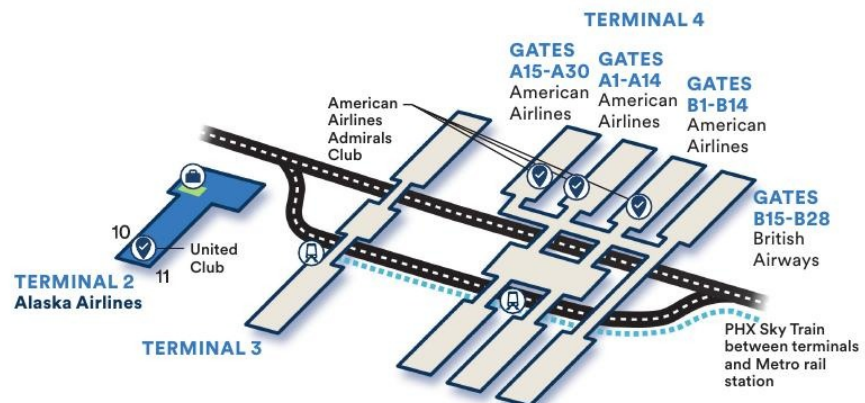 TERMINAL 4
GATES
A15-A30
American
Airlines
GATES
A1-A14
American
Airlines
GATES
B1-B14
American
Airlines
GATES
B15-B28
British
Airways
American
Airlines
Admirals
Club
10
11
United
Club
TERMINAL 2
Alaska Airlines
TERMINAL 3
PHX Sky Train
between terminals
and Metro rail
station